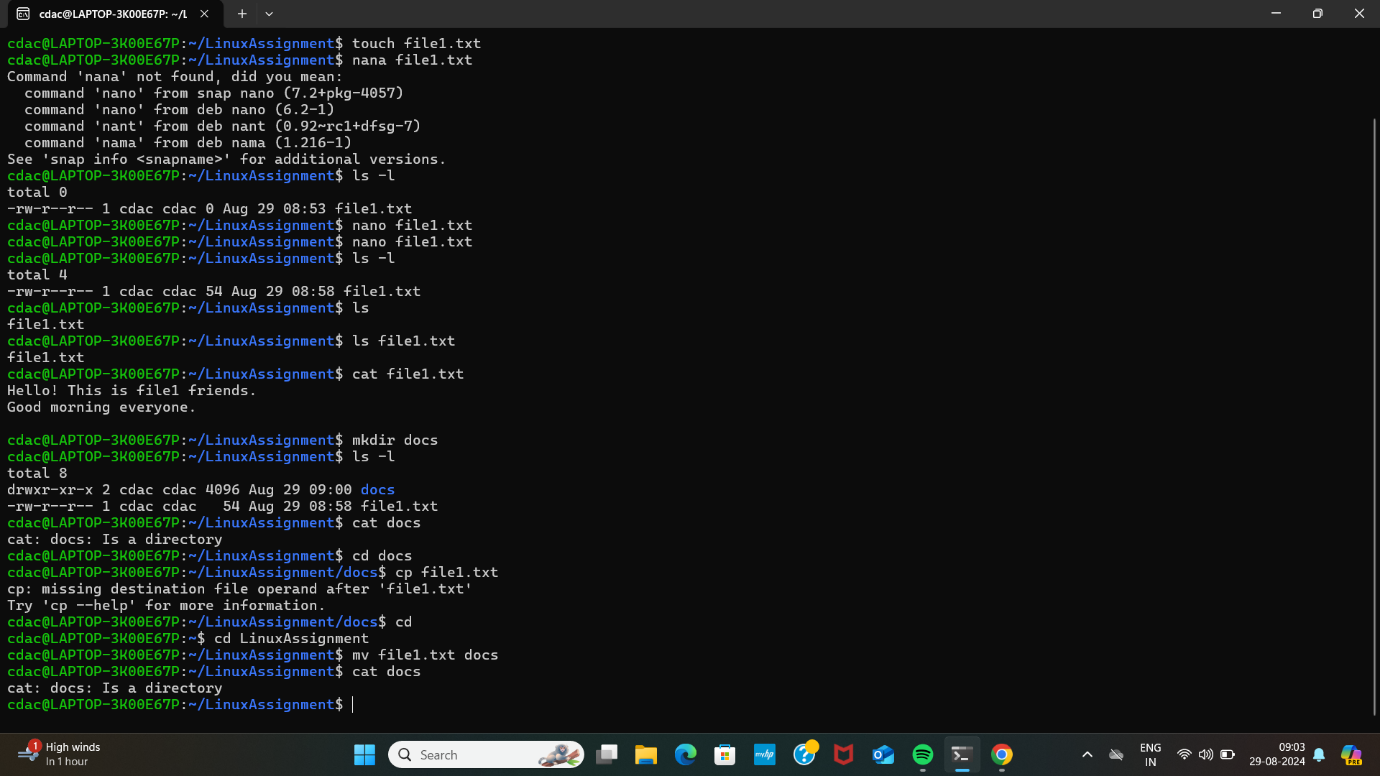 cdac@LAPTOP-3K00E67P: ~/L
cdac@LAPTOP-3K00E67P:~/LinuxAssignment$ touch file1.txt
cdac@LAPTOP-3K00E67P:~/LinuxAssignment$ nana file1.txt
Command 'nana' not found, did you mean:
  command 'nano' from snap nano (7.2+pkg-4057)
  command 'nano' from deb nano (6.2-1)
  command 'nant' from deb nant (0.92~rc1+dfsg-7)
  command 'nama' from deb nama (1.216-1)
See 'snap info <snapname>' for additional versions.
cdac@LAPTOP-3K00E67P:~/LinuxAssignment$ ls -l
total 0
-rw-r--r-- 1 cdac cdac 0 Aug 29 08:53 file1.txt
cdac@LAPTOP-3K00E67P:~/LinuxAssignment$ nano file1.txt
cdac@LAPTOP-3K00E67P:~/LinuxAssignment$ nano file1.txt
cdac@LAPTOP-3K00E67P:~/LinuxAssignment$ ls -l
total 4
-rw-r--r-- 1 cdac cdac 54 Aug 29 08:58 file1.txt
cdac@LAPTOP-3K00E67P:~/LinuxAssignment$ ls
file1.txt
cdac@LAPTOP-3K00E67P:~/LinuxAssignment$ ls file1.txt
file1.txt
cdac@LAPTOP-3K00E67P:~/LinuxAssignment$ cat file1.txt
Hello! This is file1 friends.
Good morning everyone.
cdac@LAPTOP-3K00E67P:~/LinuxAssignment$ mkdir docs
cdac@LAPTOP-3K00E67P:~/LinuxAssignment$ ls -l
total 8
drwxr-xr-x 2 cdac cdac 4096 Aug 29 09:00 docs
-rw-r--r-- 1 cdac cdac   54 Aug 29 08:58 file1.txt
cdac@LAPTOP-3K00E67P:~/LinuxAssignment$ cat docs
cat: docs: Is a directory
cdac@LAPTOP-3K00E67P:~/LinuxAssignment$ cd docs
cdac@LAPTOP-3K00E67P:~/LinuxAssignment/docs$ cp file1.txt
cp: missing destination file operand after 'file1.txt'
Try 'cp --help' for more information.
cdac@LAPTOP-3K00E67P:~/LinuxAssignment/docs$ cd
cdac@LAPTOP-3K00E67P:~$ cd LinuxAssignment
cdac@LAPTOP-3K00E67P:~/LinuxAssignment$ mv file1.txt docs
cdac@LAPTOP-3K00E67P:~/LinuxAssignment$ cat docs
cat: docs: Is a directory
cdac@LAPTOP-3K00E67P:~/LinuxAssignment$
1
High winds
In 1 hour
Search
myhp
PRE
ENG
IN
09:03
29-08-2024